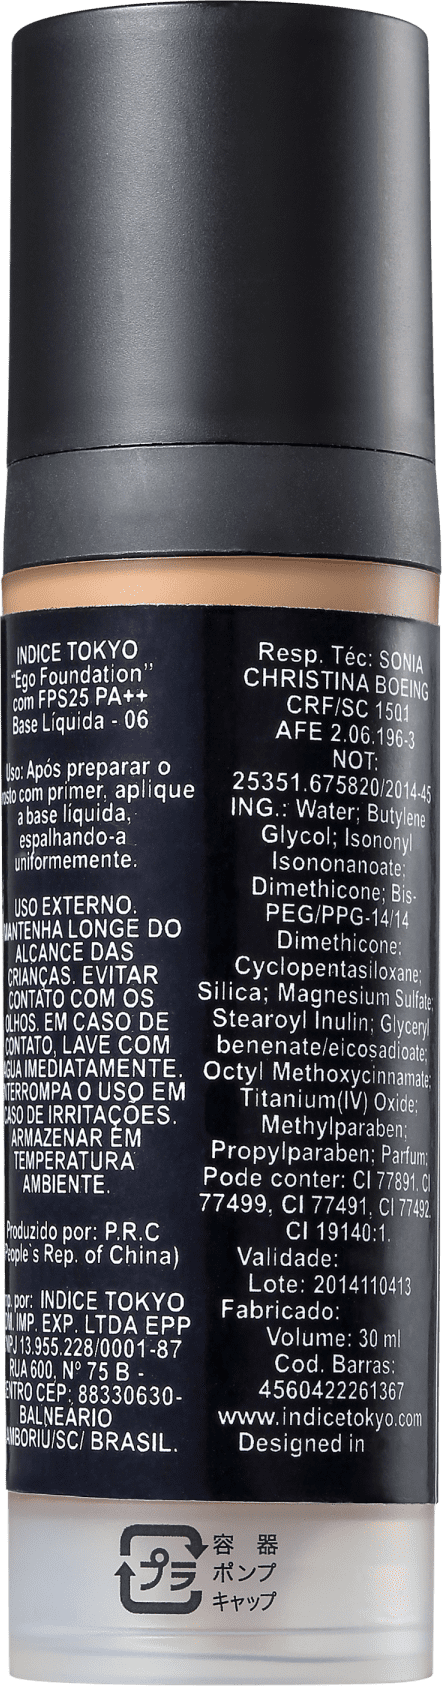 INDICE TOKYO
"Ego Foundation"
com FPS25 PA++
Base Líquida - 06
Uso: Após preparar o
rosto com primer, aplique
a base líquida,
espalhando-a
uniformemente.
USO EXTERNO.
MANTENHA LONGE DO
ALCANCE DAS
CRIANÇAS. EVITAR
CONTATO COM OS
OLHOS. EM CASO DE
CONTATO, LAVE COM
ÁGUA IMEDIATAMENTE.
INTERROMPA O USO EM
CASO DE IRRITAÇÕES.
ARMAZENAR EM
TEMPERATURA
AMBIENTE.
Produzido por: P.R.C
(People`s Rep. of China)
por: INDICE TOKYO
IMP. EXP. LTDA EPP
13.955.228/0001-87
RUA 600, Nº 75 B -
CENTRO CEP: 88330630-
BALNEÁRIO
CAMBORIU/SC/ BRASIL.
Resp. Téc: SONIA
CHRISTINA BOEING
CRF/SC 1501
AFE 2.06.196-3
NOT:
25351.675820/2014-45
ING.: Water; Butylene
Glycol; Isononyl
Isononanoate;
Dimethicone; Bis-
PEG/PPG-14/14
Dimethicone;
Cyclopentasiloxane;
Silica; Magnesium Sulfate;
Stearoyl Inulin; Glyceryl
benenate/eicosadioate;
Octyl Methoxycinnamate;
Titanium(IV) Oxide;
Methylparaben;
Propylparaben; Parfum;
Pode conter: CI 77891, CI
77499, CI 77491, CI 77492,
CI 19140:1.
Validade:
Lote: 2014110413
Fabricado:
Volume: 30 ml
Cod. Barras:
4560422261367
www.indicetokyo.com
Designed in
プラ
容器
ポンプ
キャップ